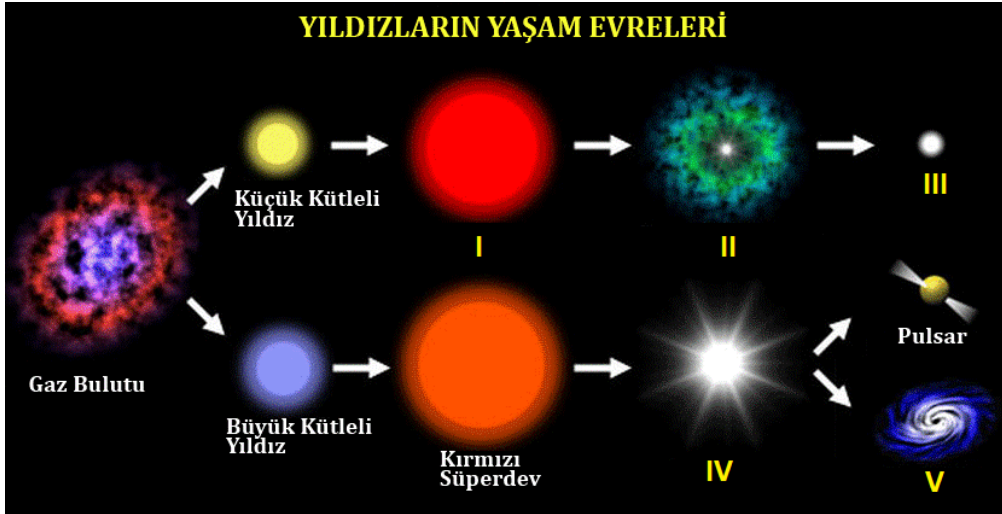 YILDIZLARIN YAŞAM EVRELERİ
Küçük Kütleli
Yıldız
I
II
III
Gaz Bulutu
Büyük Kütleli
Yıldız
Kırmızı
Süperdev
IV
Pulsar
V